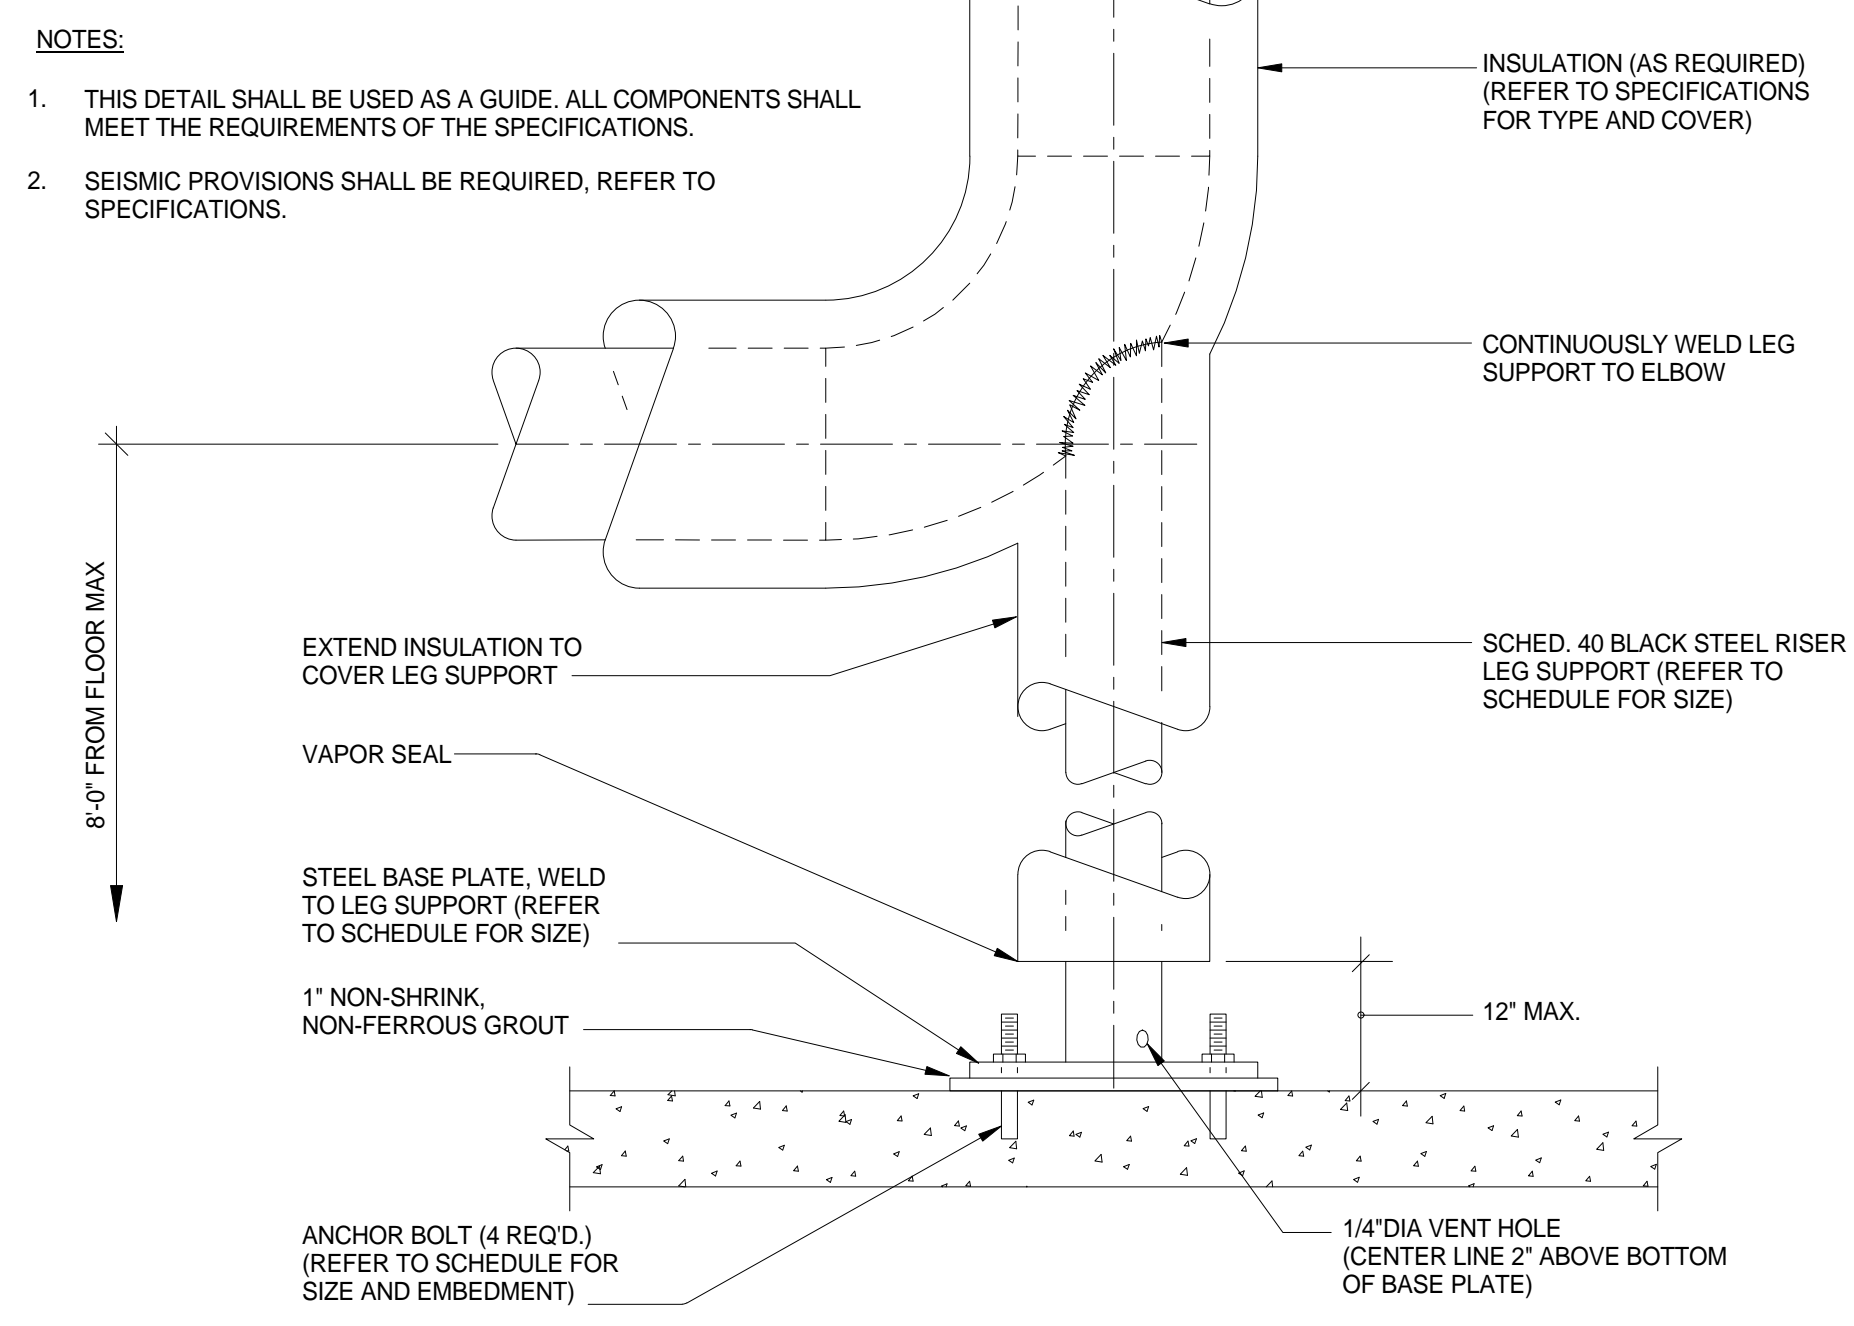 NOTES:
1. THIS DETAIL SHALL BE USED AS A GUIDE. ALL COMPONENTS SHALL
MEET THE REQUIREMENTS OF THE SPECIFICATIONS.
2. SEISMIC PROVISIONS SHALL BE REQUIRED, REFER TO
SPECIFICATIONS.
INSULATION (AS REQUIRED)
(REFER TO SPECIFICATIONS
FOR TYPE AND COVER)
CONTINUOUSLY WELD LEG
SUPPORT TO ELBOW
8'-0" FROM FLOOR MAX
EXTEND INSULATION TO
COVER LEG SUPPORT
SCHED. 40 BLACK STEEL RISER
LEG SUPPORT (REFER TO
SCHEDULE FOR SIZE)
VAPOR SEAL
STEEL BASE PLATE, WELD
TO LEG SUPPORT (REFER
TO SCHEDULE FOR SIZE)
1" NON-SHRINK,
NON-FERROUS GROUT
12" MAX.
ANCHOR BOLT (4 REQ'D.)
(REFER TO SCHEDULE FOR
SIZE AND EMBEDMENT)
1/4"DIA VENT HOLE
(CENTER LINE 2" ABOVE BOTTOM
OF BASE PLATE)